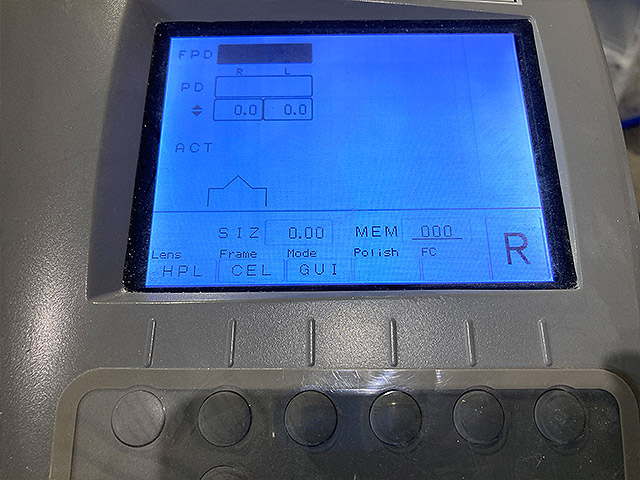 FPD
R L
PD
0.0 0.0
ACT
SIZ 0.00 MEM 000
Lens Frame Mode Polish FC
HPL CEL GUI
R